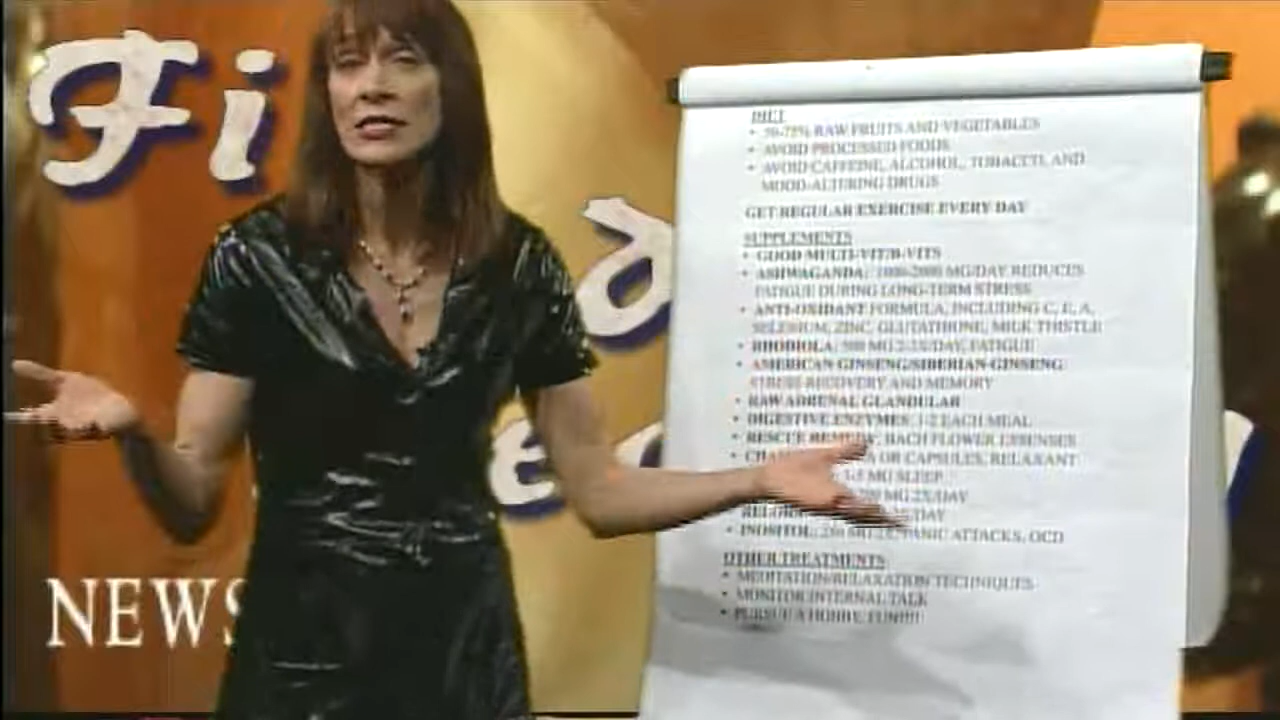 Fi
d
e
NEWS
DIET
• 50-75% RAW FRUITS AND VEGETABLES
• AVOID PROCESSED FOODS
• AVOID CAFFEINE, ALCOHOL, TOBACCO, AND
MOOD-ALTERING DRUGS
GET REGULAR EXERCISE EVERY DAY
SUPPLEMENTS
• GOOD MULTI-VIT/B-VITS
• ASHWAGANDA: 1000-2000 MG/DAY REDUCES
FATIGUE DURING LONG-TERM STRESS
• ANTI-OXIDANT FORMULA, INCLUDING C, E, A,
SELENIUM, ZINC, GLUTATHIONE, MILK THISTLE
• RHODIOLA: 500 MG 2-3X/DAY, FATIGUE
• AMERICAN GINSENG/SIBERIAN GINSENG
STRESS RECOVERY AND MEMORY
• RAW ADRENAL GLANDULAR
• DIGESTIVE ENZYMES 1-2 EACH MEAL
• RESCUE REMEDY BACH FLOWER ESSENSES
OR CAPSULES, RELAXANT
MG SLEEP
MG 2X/DAY
DAY
• INOSITOL: PANIC ATTACKS, OCD
OTHER TREATMENTS
• MEDITATION/RELAXATION TECHNIQUES
• MONITOR INTERNAL TALK
• PURSUE A HOBBY, FUN!!!!